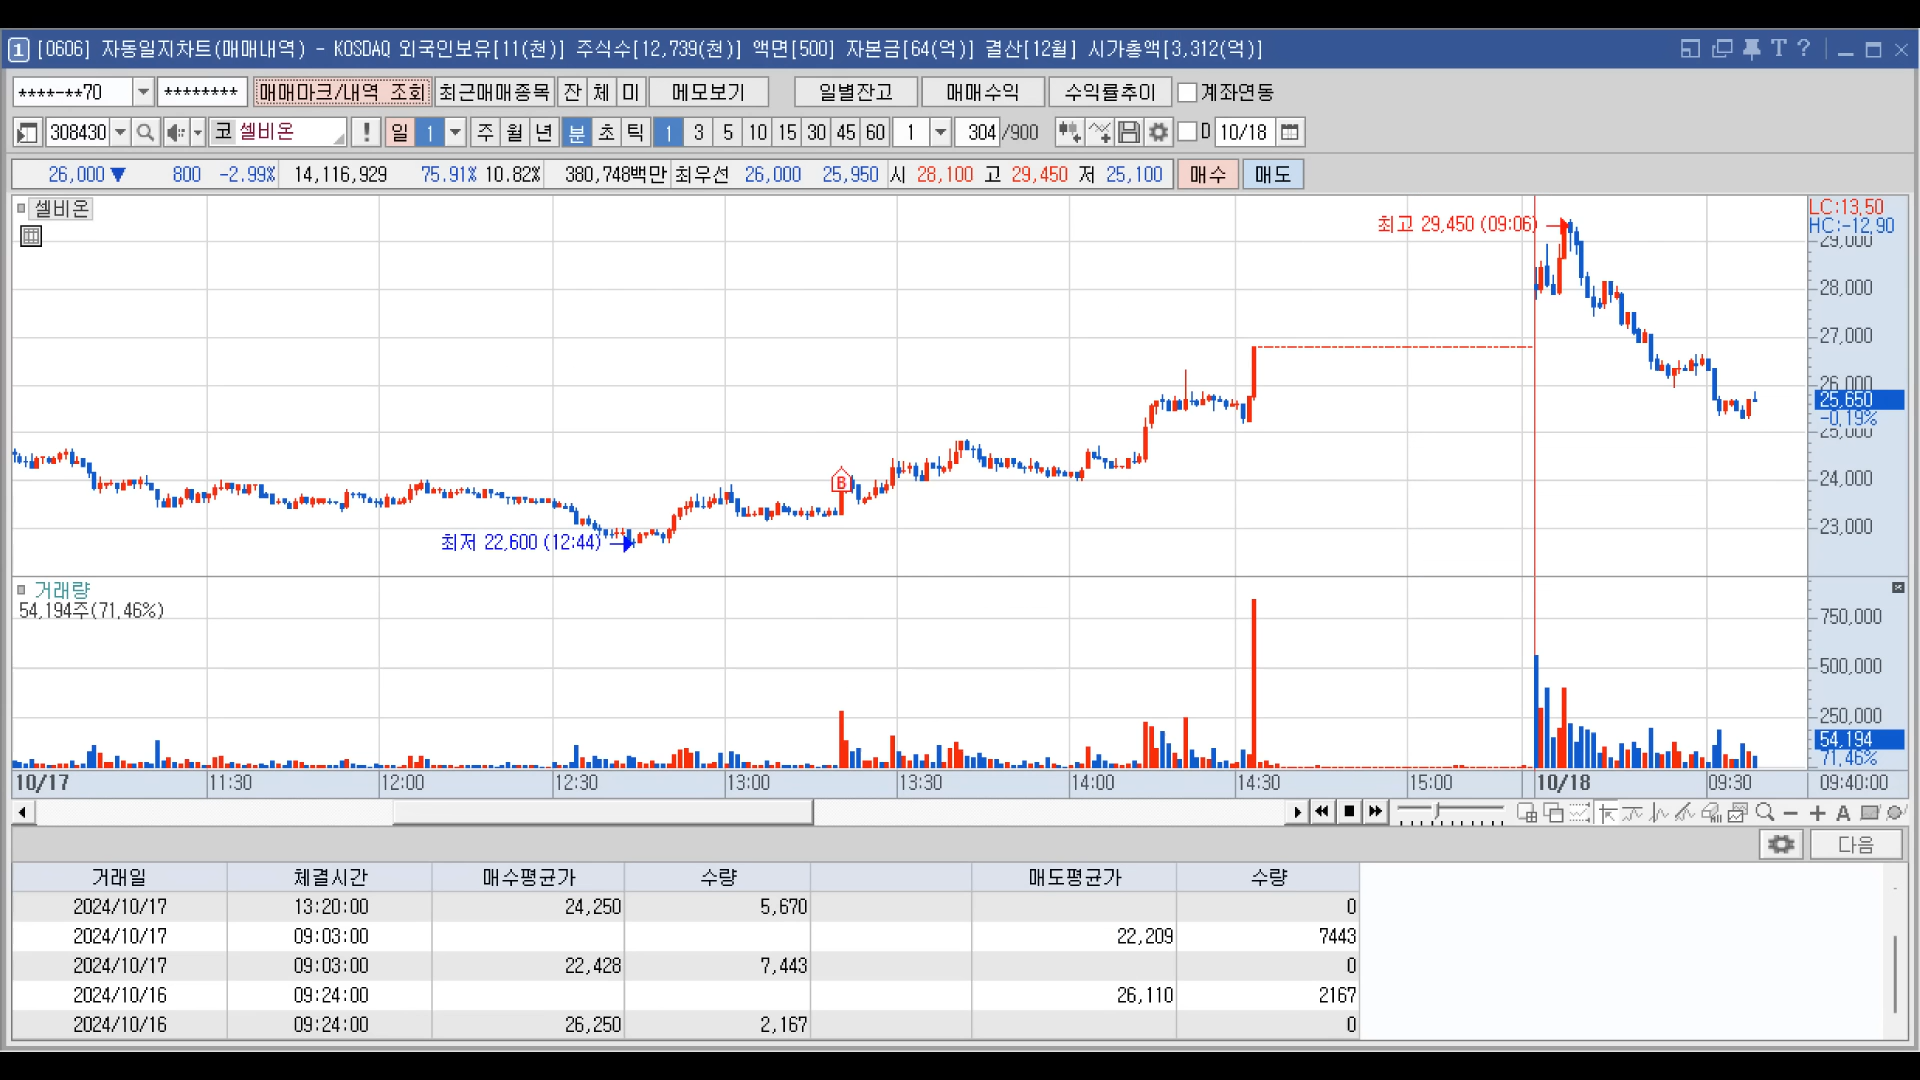 1 [0606] 자동일지차트(매매내역) - KOSDAQ 외국인보유[11(천)] 주식수[12,739(천)] 액면[500] 자본금[64(억)] 결산[12월] 시가총액[3,312(억)] T ?
****-**70 ******** 매매마크/내역 조회 최근매매종목 잔 체 미 메모보기 일별잔고 매매수익 수익률추이 계좌연동
308430 코 셀비온 ! 일 1 주 월 년 분 초 틱 1 3 5 10 15 30 45 60 1 304 /900 D 10/18
26,000 ▼ 800 -2.99% 14,116,929 75.91% 10.82% 380,748백만 최우선 26,000 25,950 시 28,100 고 29,450 저 25,100 매수 매도
셀비온
최고 29,450 (09:06)
LC:13.50
HC:-12.90
29,000
28,000
27,000
26,000
25,650
-0.19%
25,000
24,000
23,000
B
최저 22,600 (12:44)
거래량
54,194주(71.46%)
750,000
500,000
250,000
54,194
71.46%
10/17 11:30 12:00 12:30 13:00 13:30 14:00 14:30 15:00 10/18 09:30 09:40:00
A
다음
거래일 체결시간 매수평균가 수량 매도평균가 수량
2024/10/17 13:20:00 24,250 5,670 0
2024/10/17 09:03:00 22,209 7443
2024/10/17 09:03:00 22,428 7,443 0
2024/10/16 09:24:00 26,110 2167
2024/10/16 09:24:00 26,250 2,167 0